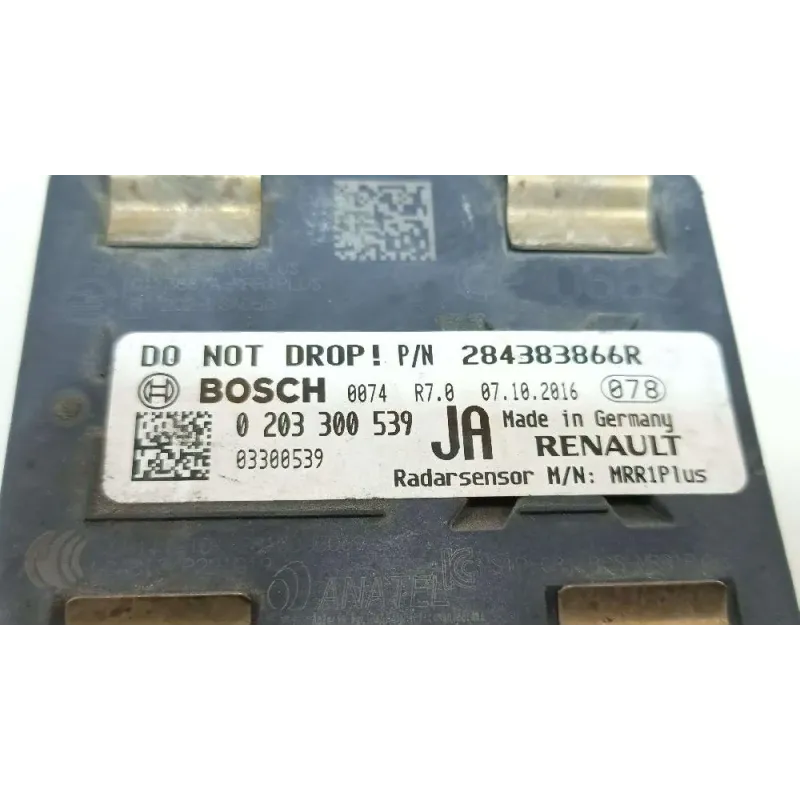 DO NOT DROP! P/N 284383866R
BOSCH 0074 R7.0 07.10.2016 078
0 203 300 539 JA Made in Germany
RENAULT
03300539
Radarsensor M/N: MRR1Plus
ANATEL